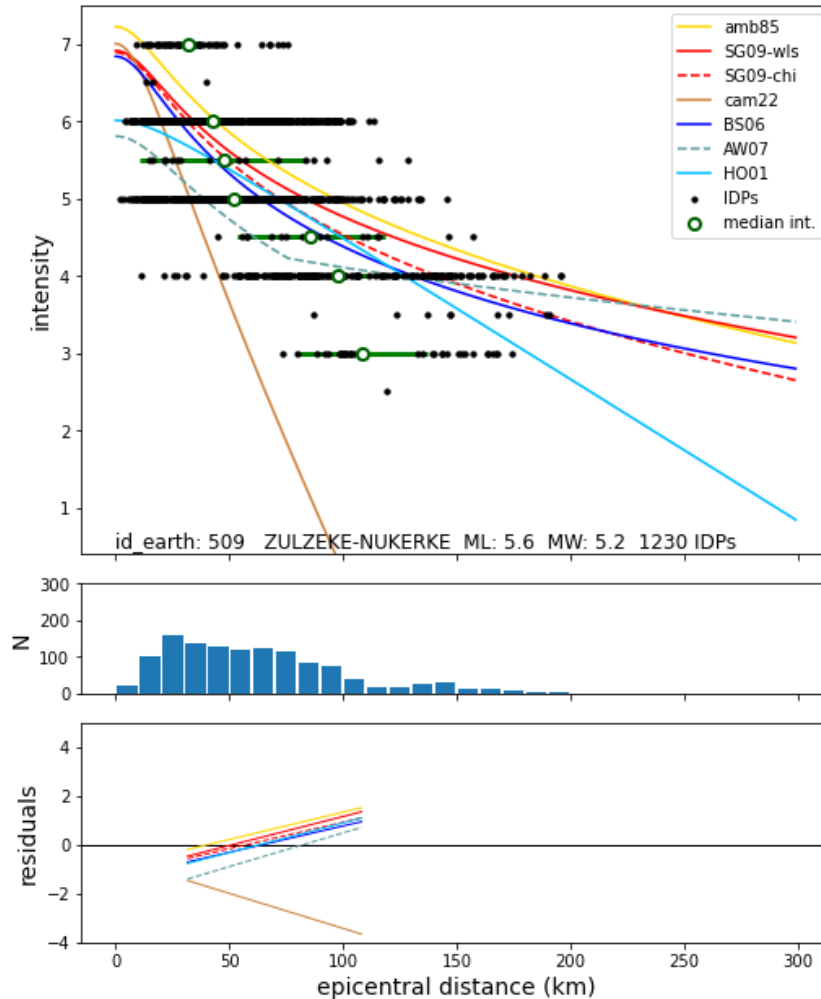 7
6
5
4
3
2
1
intensity
amb85
SG09-wls
SG09-chi
cam22
BS06
AW07
HO01
IDPs
median int.
id_earth: 509 ZULZEKE-NUKERKE ML: 5.6 MW: 5.2 1230 IDPs
300
200
100
0
N
4
2
0
−2
−4
residuals
0 50 100 150 200 250 300
epicentral distance (km)